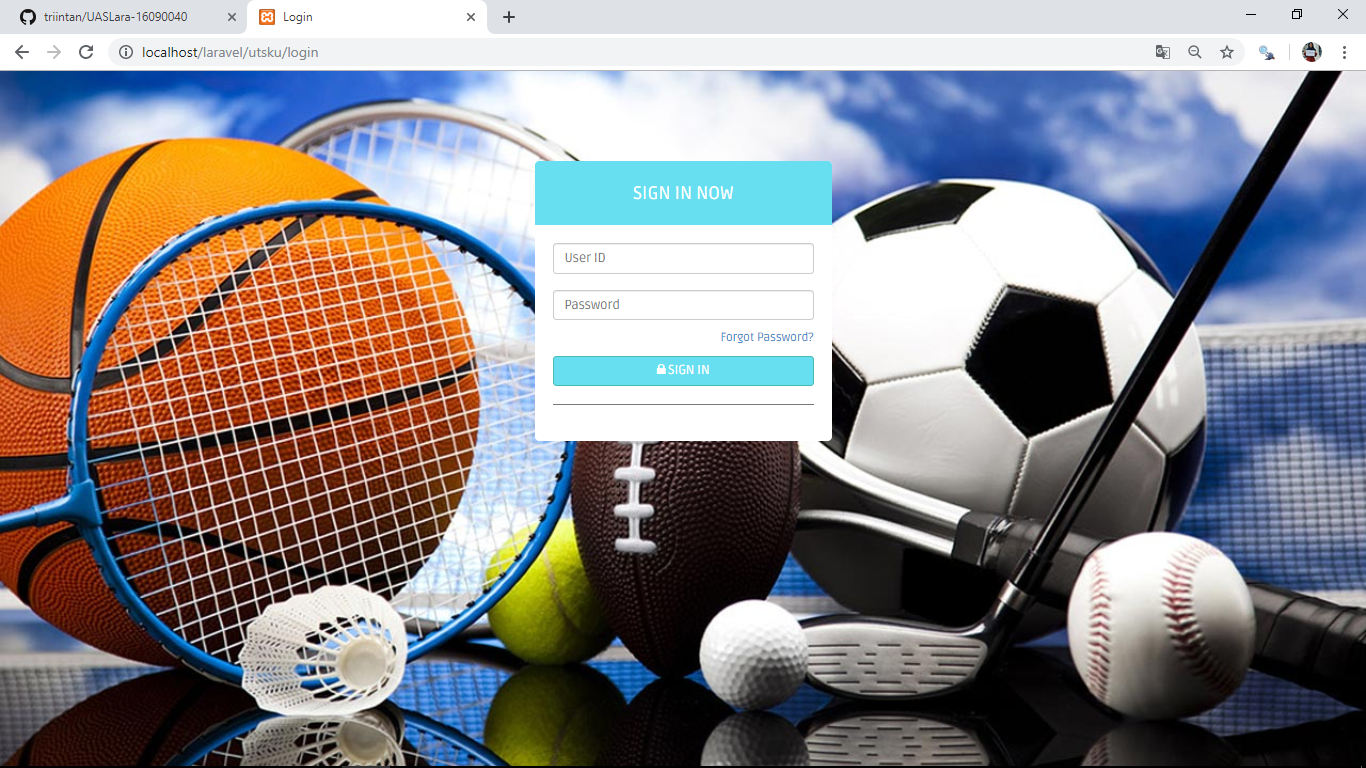 triintan/UASLara-16090040
Login
localhost/laravel/utsku/login
SIGN IN NOW
User ID
Password
Forgot Password?
SIGN IN